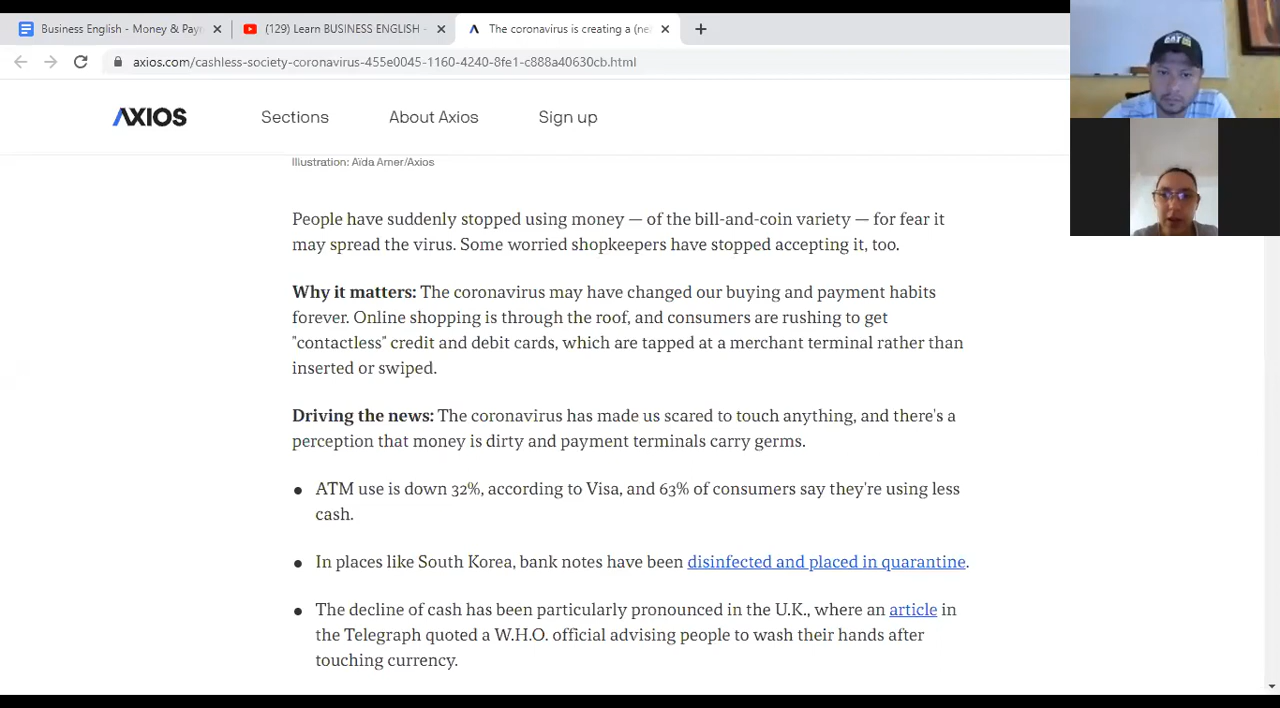 Business English - Money & Pay
(129) Learn BUSINESS ENGLISH -
The coronavirus is creating a (ne
axios.com/cashless-society-coronavirus-455e0045-1160-4240-8fe1-c888a40630cb.html
AXIOS
Sections
About Axios
Sign up
Illustration: Aïda Amer/Axios
People have suddenly stopped using money — of the bill-and-coin variety — for fear it
may spread the virus. Some worried shopkeepers have stopped accepting it, too.
Why it matters: The coronavirus may have changed our buying and payment habits
forever. Online shopping is through the roof, and consumers are rushing to get
"contactless" credit and debit cards, which are tapped at a merchant terminal rather than
inserted or swiped.
Driving the news: The coronavirus has made us scared to touch anything, and there's a
perception that money is dirty and payment terminals carry germs.
● ATM use is down 32%, according to Visa, and 63% of consumers say they're using less
cash.
● In places like South Korea, bank notes have been disinfected and placed in quarantine.
● The decline of cash has been particularly pronounced in the U.K., where an article in
the Telegraph quoted a W.H.O. official advising people to wash their hands after
touching currency.
CAT